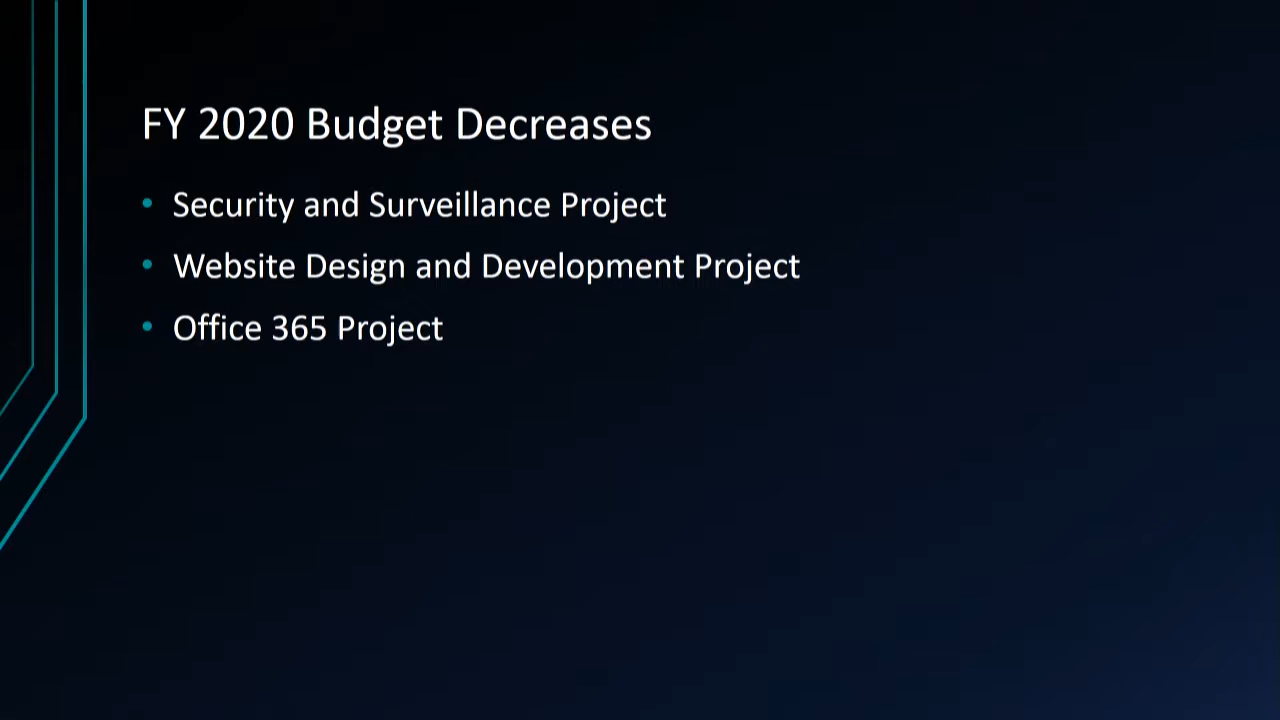 FY 2020 Budget Decreases
• Security and Surveillance Project
• Website Design and Development Project
• Office 365 Project